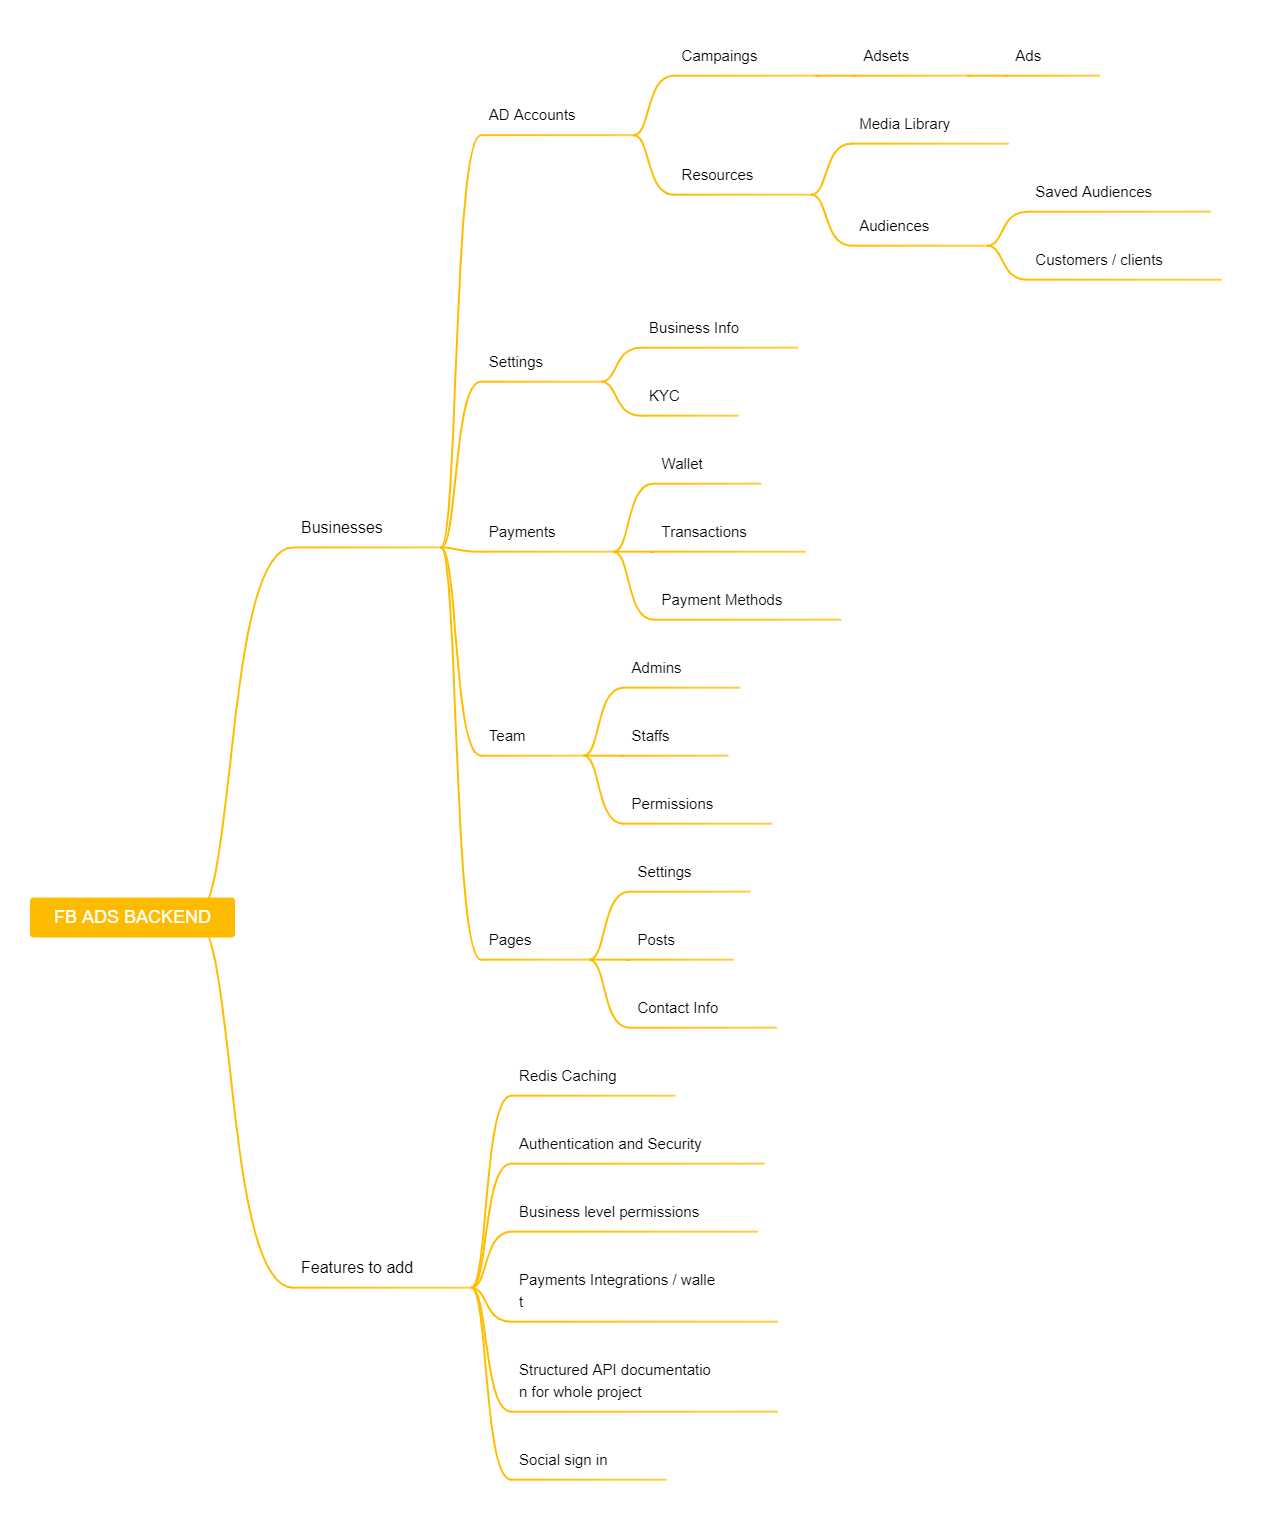 Campaings
Adsets
Ads
AD Accounts
Media Library
Resources
Saved Audiences
Audiences
Customers / clients
Business Info
Settings
KYC
Wallet
Businesses
Payments
Transactions
Payment Methods
Admins
Team
Staffs
Permissions
Settings
FB ADS BACKEND
Pages
Posts
Contact Info
Redis Caching
Authentication and Security
Business level permissions
Features to add
Payments Integrations / walle
t
Structured API documentatio
n for whole project
Social sign in